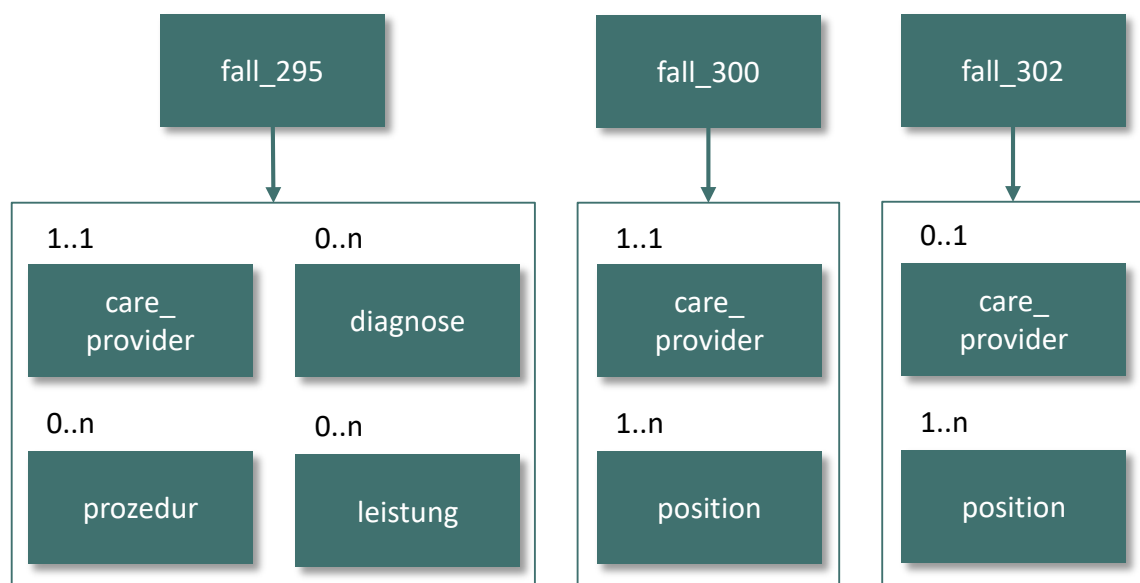 fall_295
fall_300
fall_302
1..1
0..n
care_
provider
diagnose
0..n
0..n
prozedur
leistung
1..1
care_
provider
1..n
position
0..1
care_
provider
1..n
position